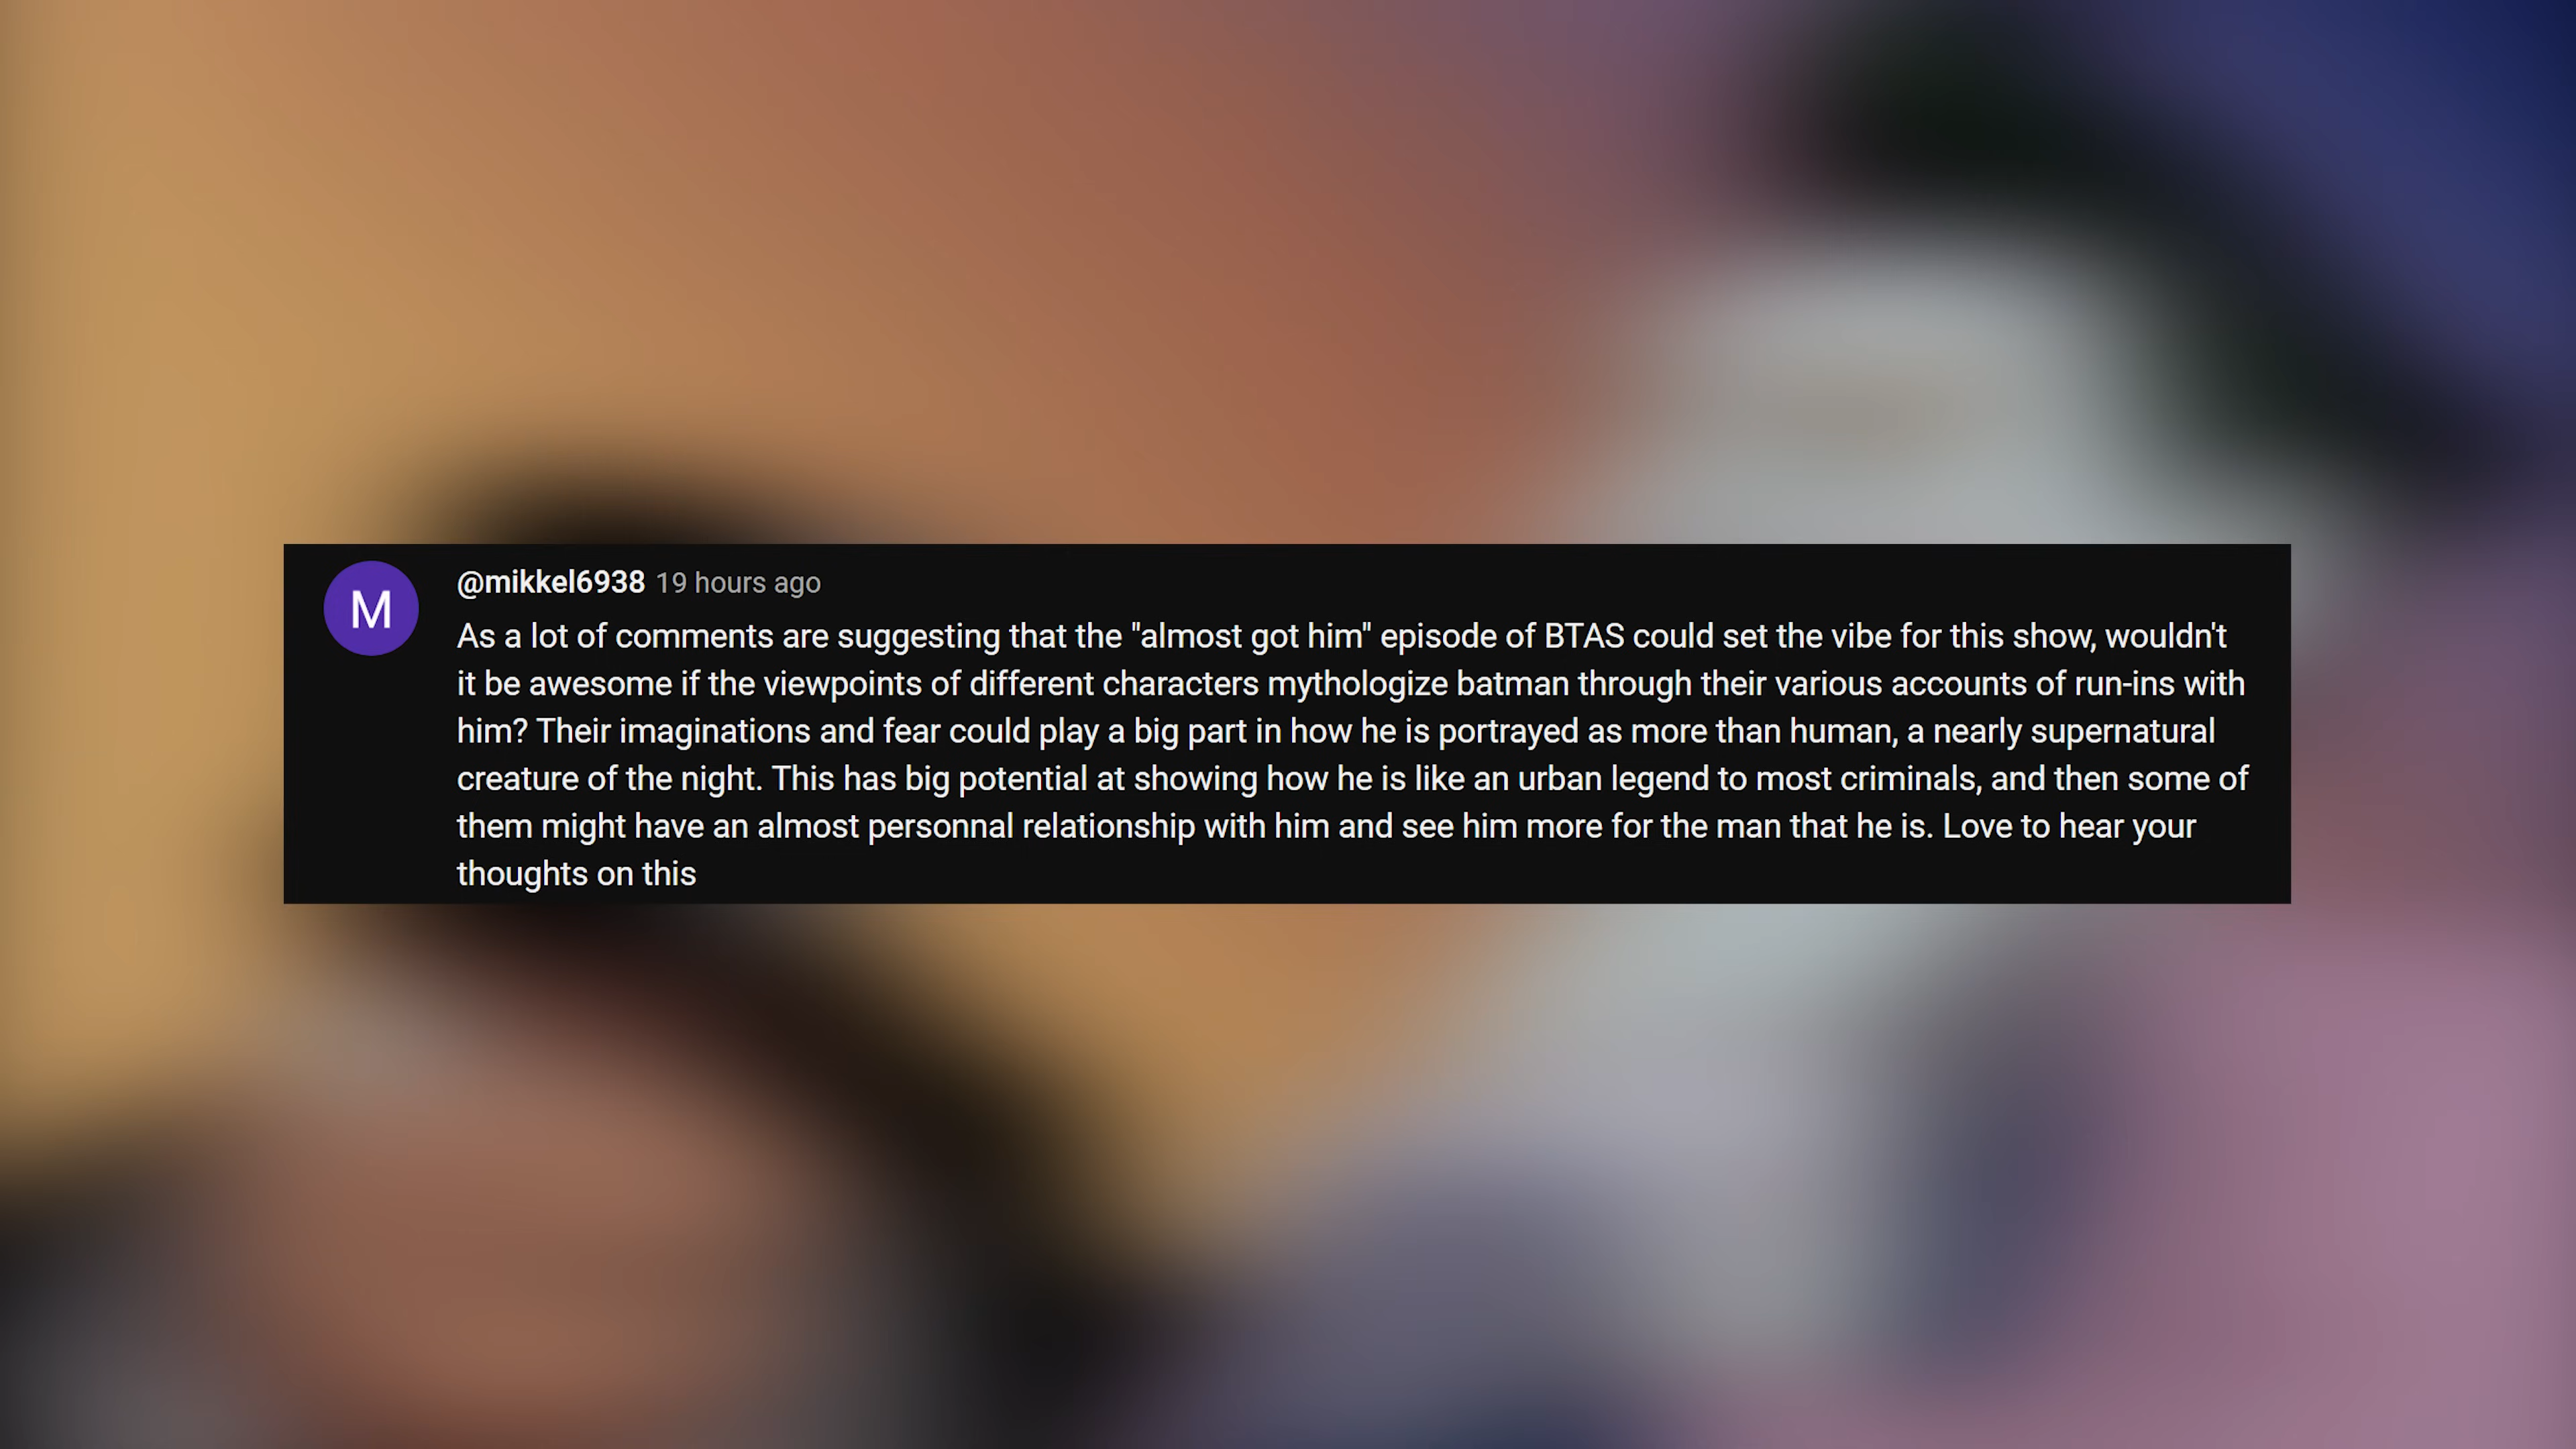 M
@mikkel6938 19 hours ago
As a lot of comments are suggesting that the "almost got him" episode of BTAS could set the vibe for this show, wouldn't
it be awesome if the viewpoints of different characters mythologize batman through their various accounts of run-ins with
him? Their imaginations and fear could play a big part in how he is portrayed as more than human, a nearly supernatural
creature of the night. This has big potential at showing how he is like an urban legend to most criminals, and then some of
them might have an almost personnal relationship with him and see him more for the man that he is. Love to hear your
thoughts on this